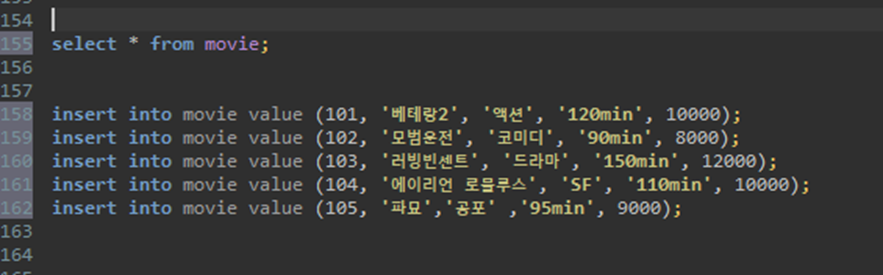 154
155 select * from movie;
156
157
158 insert into movie value (101, '베테랑2', '액션', '120min', 10000);
159 insert into movie value (102, '모범운전', '코미디', '90min', 8000);
160 insert into movie value (103, '러빙빈센트', '드라마', '150min', 12000);
161 insert into movie value (104, '에이리언 로물루스', 'SF', '110min', 10000);
162 insert into movie value (105, '파묘','공포' ,'95min', 9000);
163
164